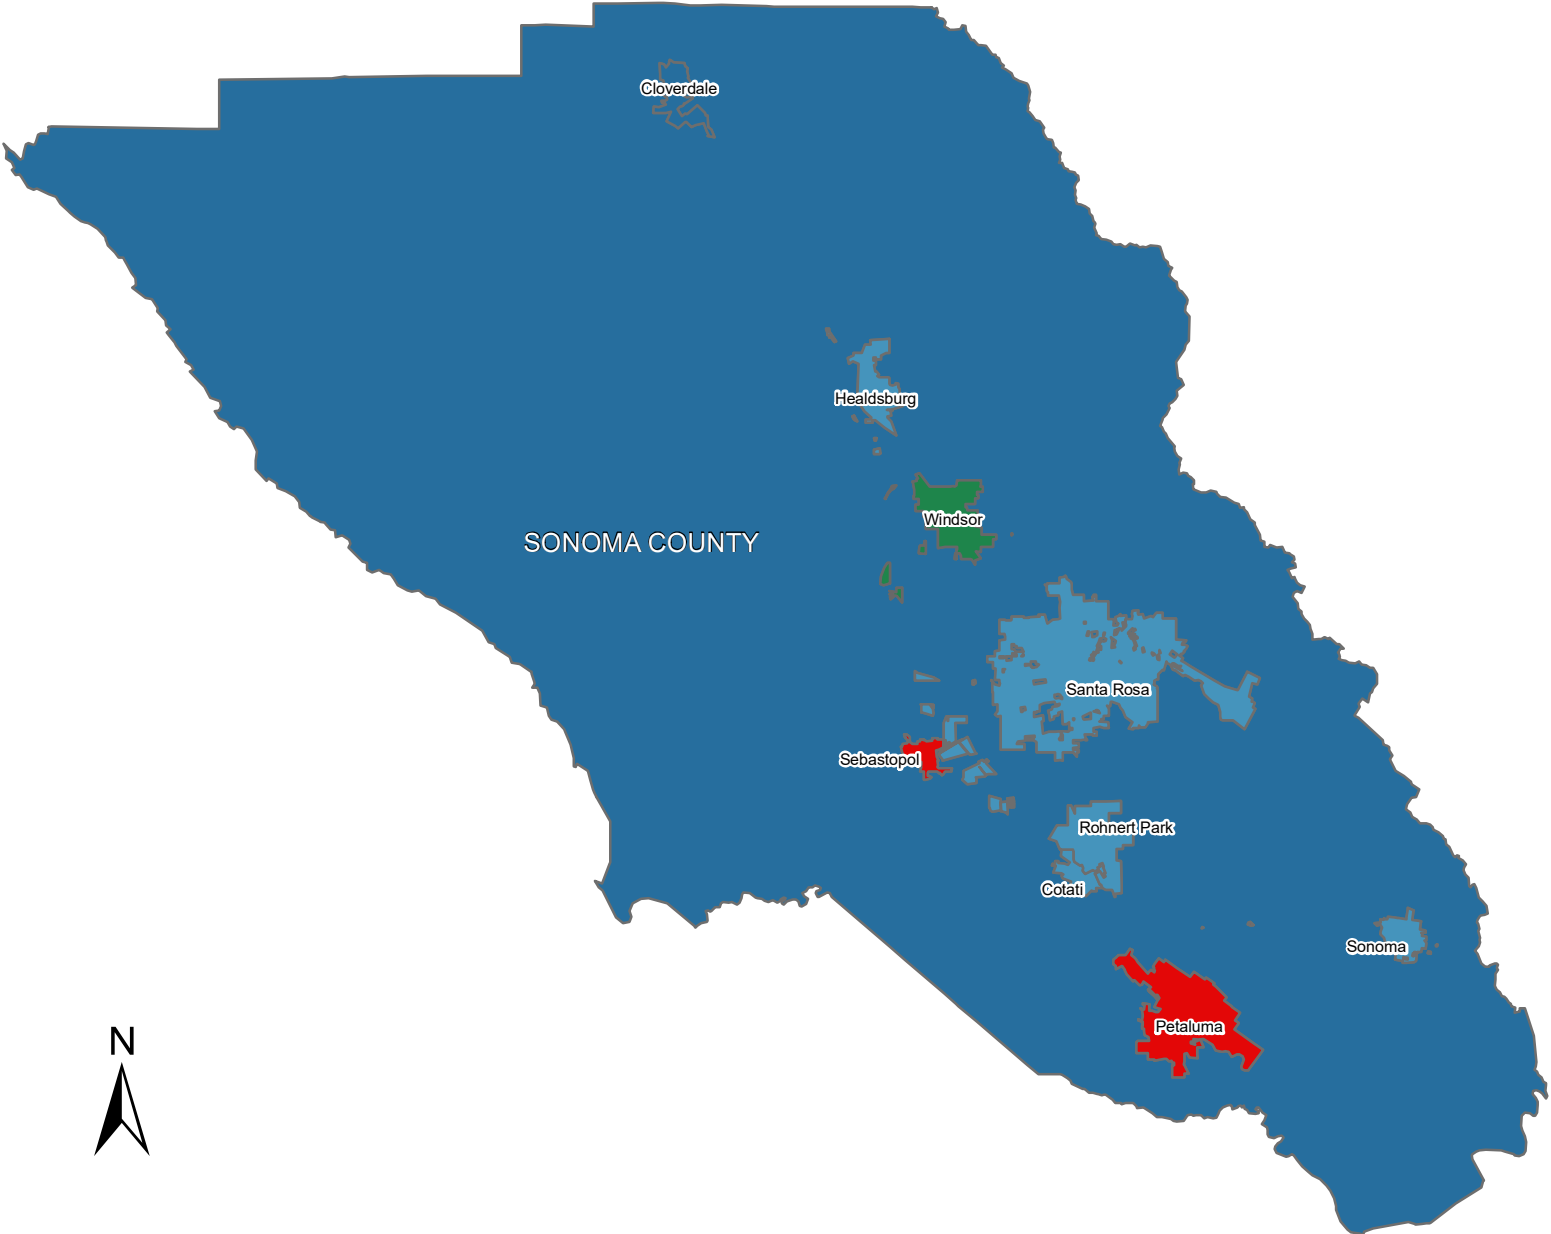 Cloverdale
Healdsburg
Windsor
SONOMA COUNTY
Santa Rosa
Sebastopol
Rohnert Park
Cotati
Sonoma
Petaluma
N